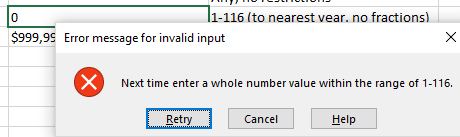 Any, no restrictions
0 1-116 (to nearest year, no fractions)
$999,99
Error message for invalid input
Next time enter a whole number value within the range of 1-116.
Retry Cancel Help